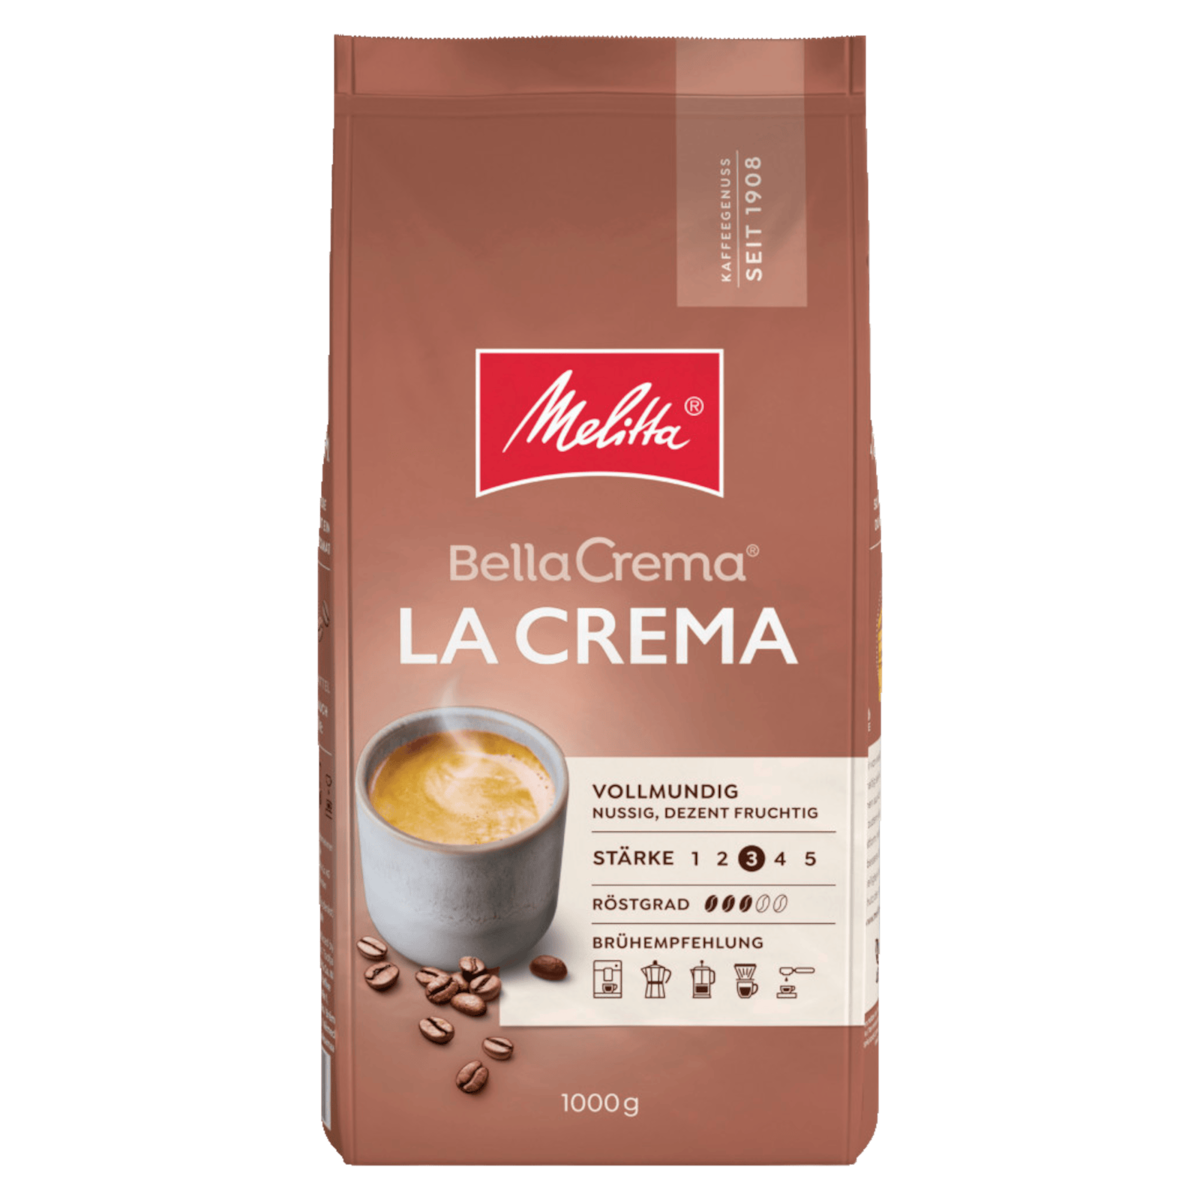 KAFFEEGENUSS
SEIT 1908
Melitta®
BellaCrema®
LA CREMA
VOLLMUNDIG
NUSSIG, DEZENT FRUCHTIG
STÄRKE 1 2 3 4 5
RÖSTGRAD
BRÜHEMPFEHLUNG
1000 g